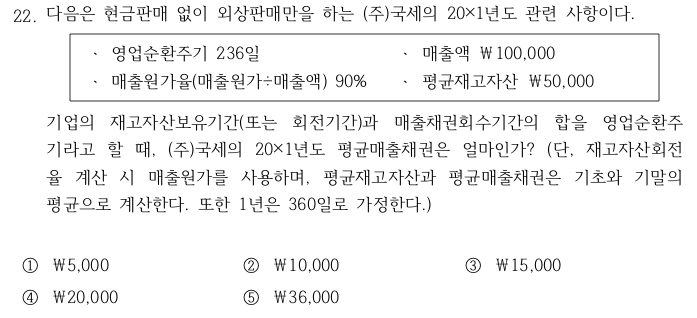 22. 다음은 현금판매 없이 외상판매만을 하는 (주)국세의 20×1년도 관련 사항이다.
ㆍ 영업순환주기 236일 ㆍ 매출액 ₩100,000
ㆍ 매출원가율(매출원가÷매출액) 90% ㆍ 평균재고자산 ₩50,000
기업의 재고자산보유기간(또는 회전기간)과 매출채권회수기간의 합을 영업순환주
기라고 할 때, (주)국세의 20×1년도 평균매출채권은 얼마인가? (단, 재고자산회전
율 계산 시 매출원가를 사용하며, 평균재고자산과 평균매출채권은 기초와 기말의
평균으로 계산한다. 또한 1년은 360일로 가정한다.)
① ₩5,000 ② ₩10,000 ③ ₩15,000
④ ₩20,000 ⑤ ₩36,000